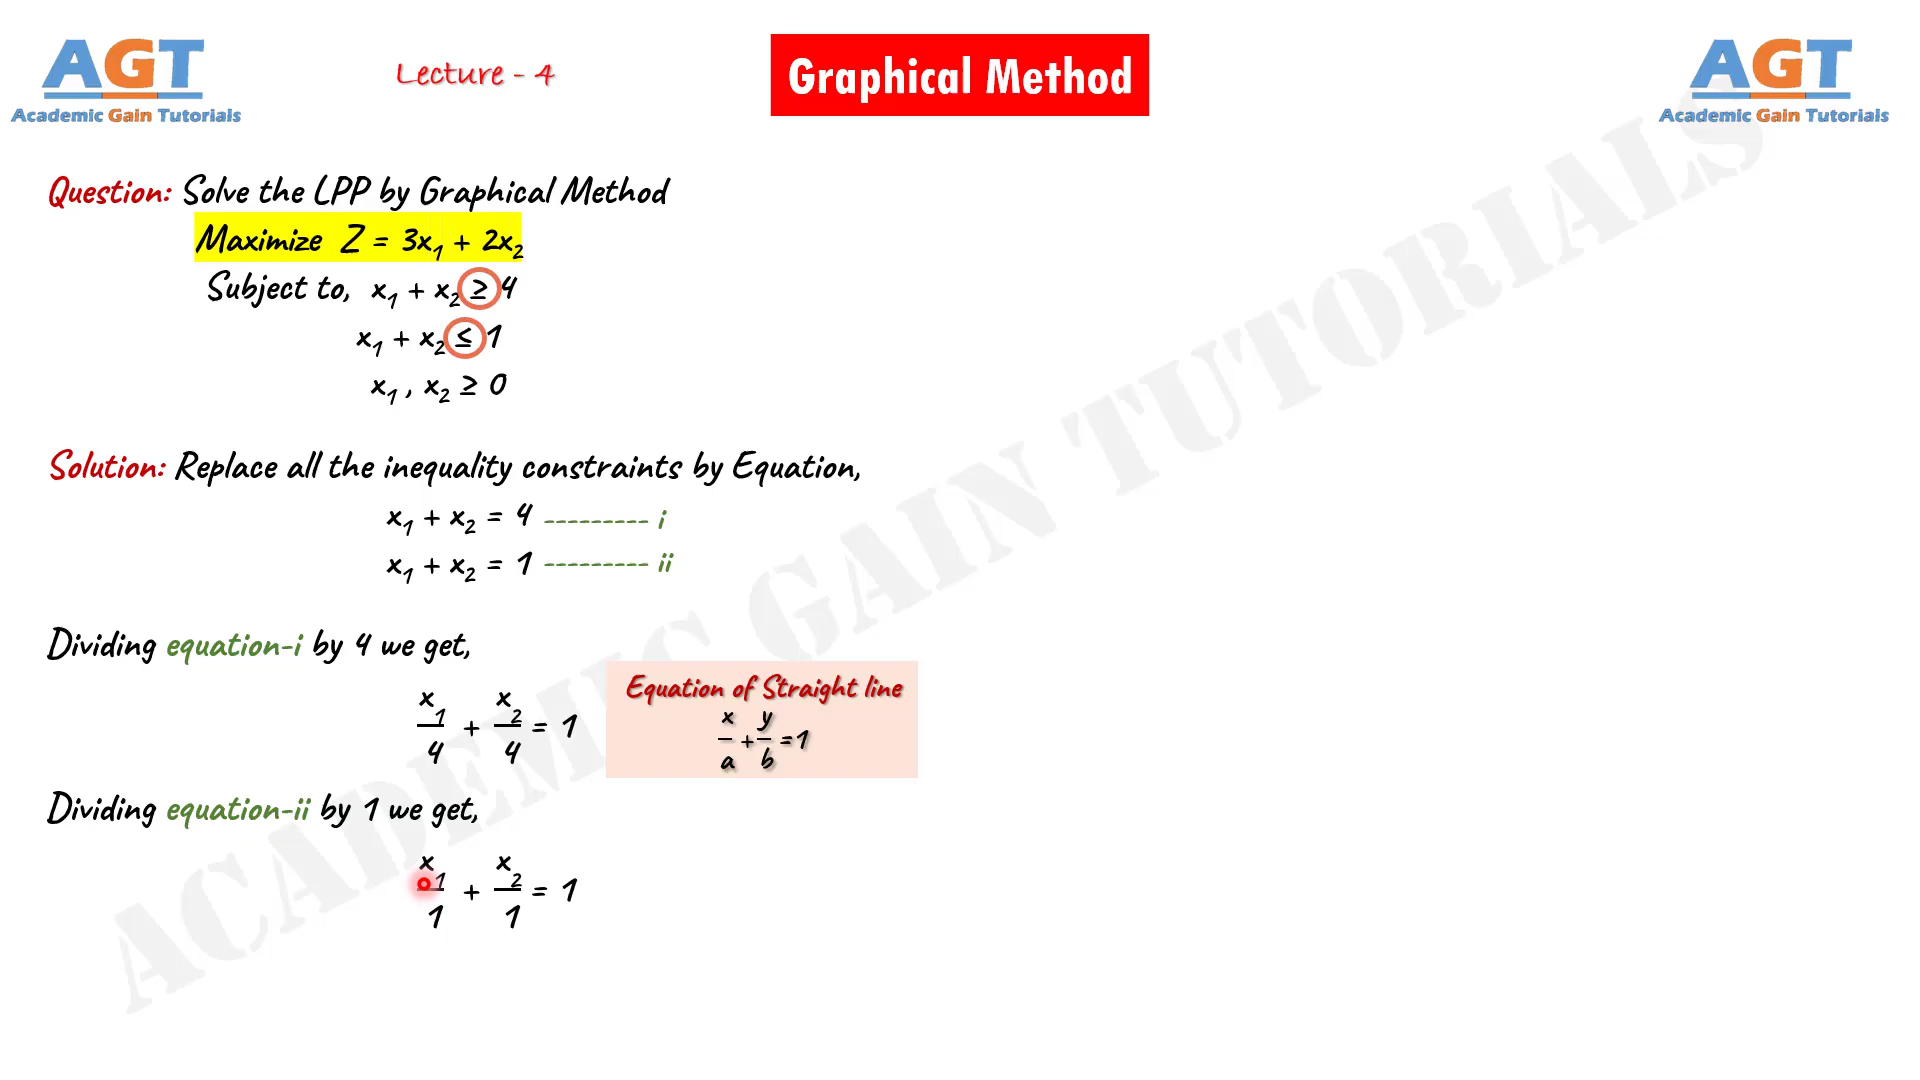 AGT
Academic Gain Tutorials
Lecture - 4
Graphical Method
AGT
Academic Gain Tutorials
Question: Solve the LPP by Graphical Method
Maximize Z = 3x₁ + 2x₂
Subject to, x₁ + x₂ ≥ 4
x₁ + x₂ ≤ 1
x₁ , x₂ ≥ 0
Solution: Replace all the inequality constraints by Equation,
x₁ + x₂ = 4 --------- i
x₁ + x₂ = 1 --------- ii
Dividing equation-i by 4 we get,
x₁/4 + x₂/4 = 1
Equation of Straight line
x/a + y/b = 1
Dividing equation-ii by 1 we get,
x₁/1 + x₂/1 = 1
ACADEMIC GAIN TUTORIALS